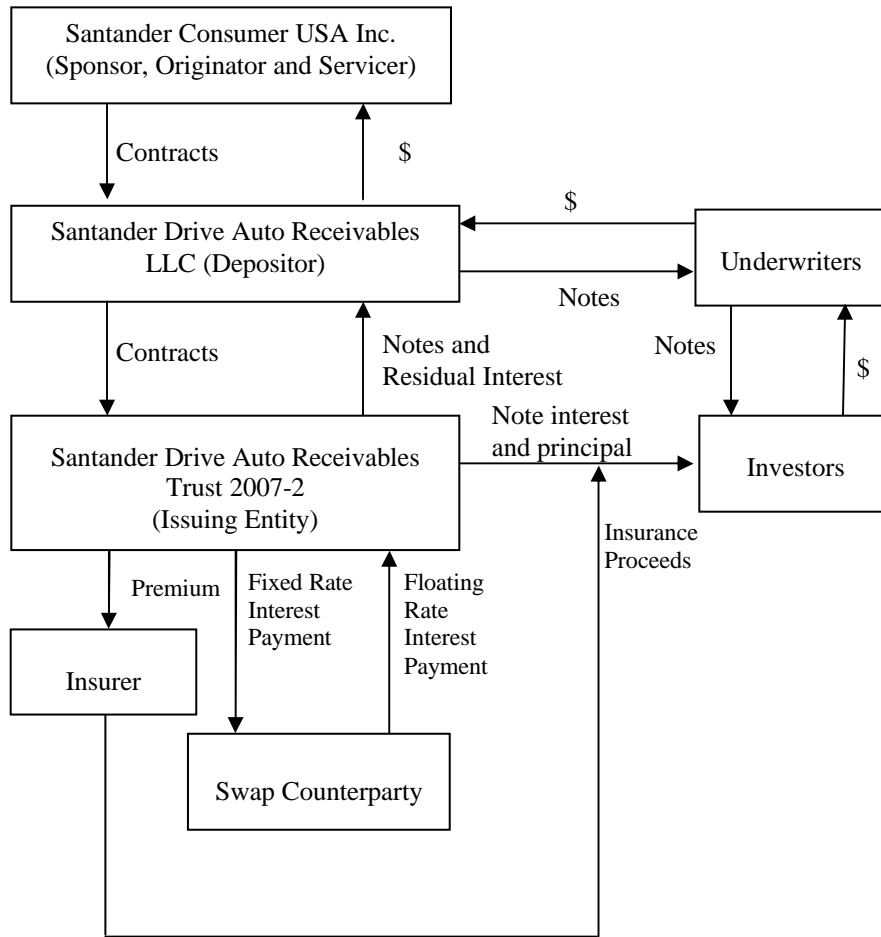 Santander Consumer USA Inc.
(Sponsor, Originator and Servicer)
Contracts
$
Santander Drive Auto Receivables
LLC (Depositor)
$
Notes
Underwriters
Contracts
Notes and
Residual Interest
Notes
$
Santander Drive Auto Receivables
Trust 2007-2
(Issuing Entity)
Note interest
and principal
Investors
Premium
Fixed Rate
Interest
Payment
Floating
Rate
Interest
Payment
Insurance
Proceeds
Insurer
Swap Counterparty